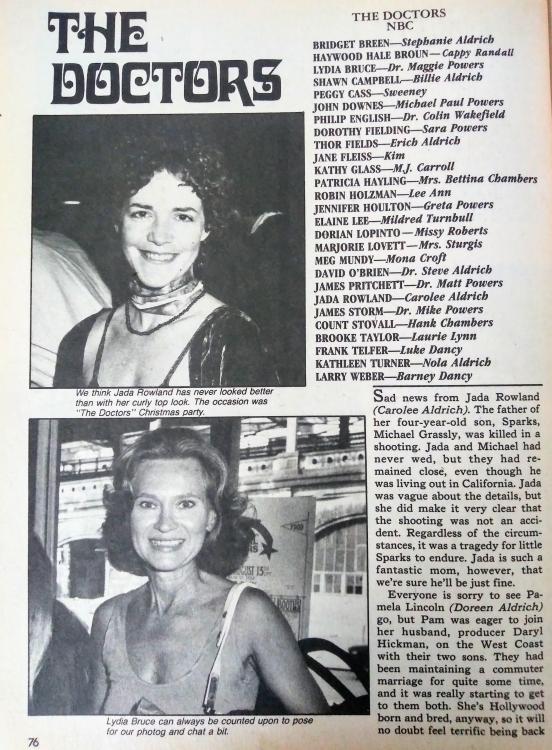 THE
DOCTORS
THE DOCTORS
NBC
BRIDGET BREEN—Stephanie Aldrich
HAYWOOD HALE BROUN—Cappy Randall
LYDIA BRUCE—Dr. Maggie Powers
SHAWN CAMPBELL—Billie Aldrich
PEGGY CASS—Sweeney
JOHN DOWNES—Michael Paul Powers
PHILIP ENGLISH—Dr. Colin Wakefield
DOROTHY FIELDING—Sara Powers
THOR FIELDS—Erich Aldrich
JANE FLEISS—Kim
KATHY GLASS—M.J. Carroll
PATRICIA HAYLING—Mrs. Bettina Chambers
ROBIN HOLZMAN—Lee Ann
JENNIFER HOULTON—Greta Powers
ELAINE LEE—Mildred Turnbull
DORIAN LOPINTO—Missy Roberts
MARJORIE LOVETT—Mrs. Sturgis
MEG MUNDY—Mona Croft
DAVID O'BRIEN—Dr. Steve Aldrich
JAMES PRITCHETT—Dr. Matt Powers
JADA ROWLAND—Carolee Aldrich
JAMES STORM—Dr. Mike Powers
COUNT STOVALL—Hank Chambers
BROOKE TAYLOR—Laurie Lynn
FRANK TELFER—Luke Dancy
KATHLEEN TURNER—Nola Aldrich
LARRY WEBER—Barney Dancy
We think Jada Rowland has never looked better
than with her curly top look. The occasion was
"The Doctors" Christmas party.
Sad news from Jada Rowland
(Carolee Aldrich). The father of
her four-year-old son, Sparks,
Michael Grassly, was killed in a
shooting. Jada and Michael had
never wed, but they had re-
mained close, even though he
was living out in California. Jada
was vague about the details, but
she did make it very clear that
the shooting was not an acci-
dent. Regardless of the circum-
stances, it was a tragedy for little
Sparks to endure. Jada is such a
fantastic mom, however, that
we're sure he'll be just fine.
Everyone is sorry to see Pa-
mela Lincoln (Doreen Aldrich)
go, but Pam was eager to join
her husband, producer Daryl
Hickman, on the West Coast
with their two sons. They had
been maintaining a commuter
marriage for quite some time,
and it was really starting to get
to them both. She's Hollywood
born and bred, anyway, so it will
no doubt feel terrific being back
Lydia Bruce can always be counted upon to pose
for our photog and chat a bit.
76